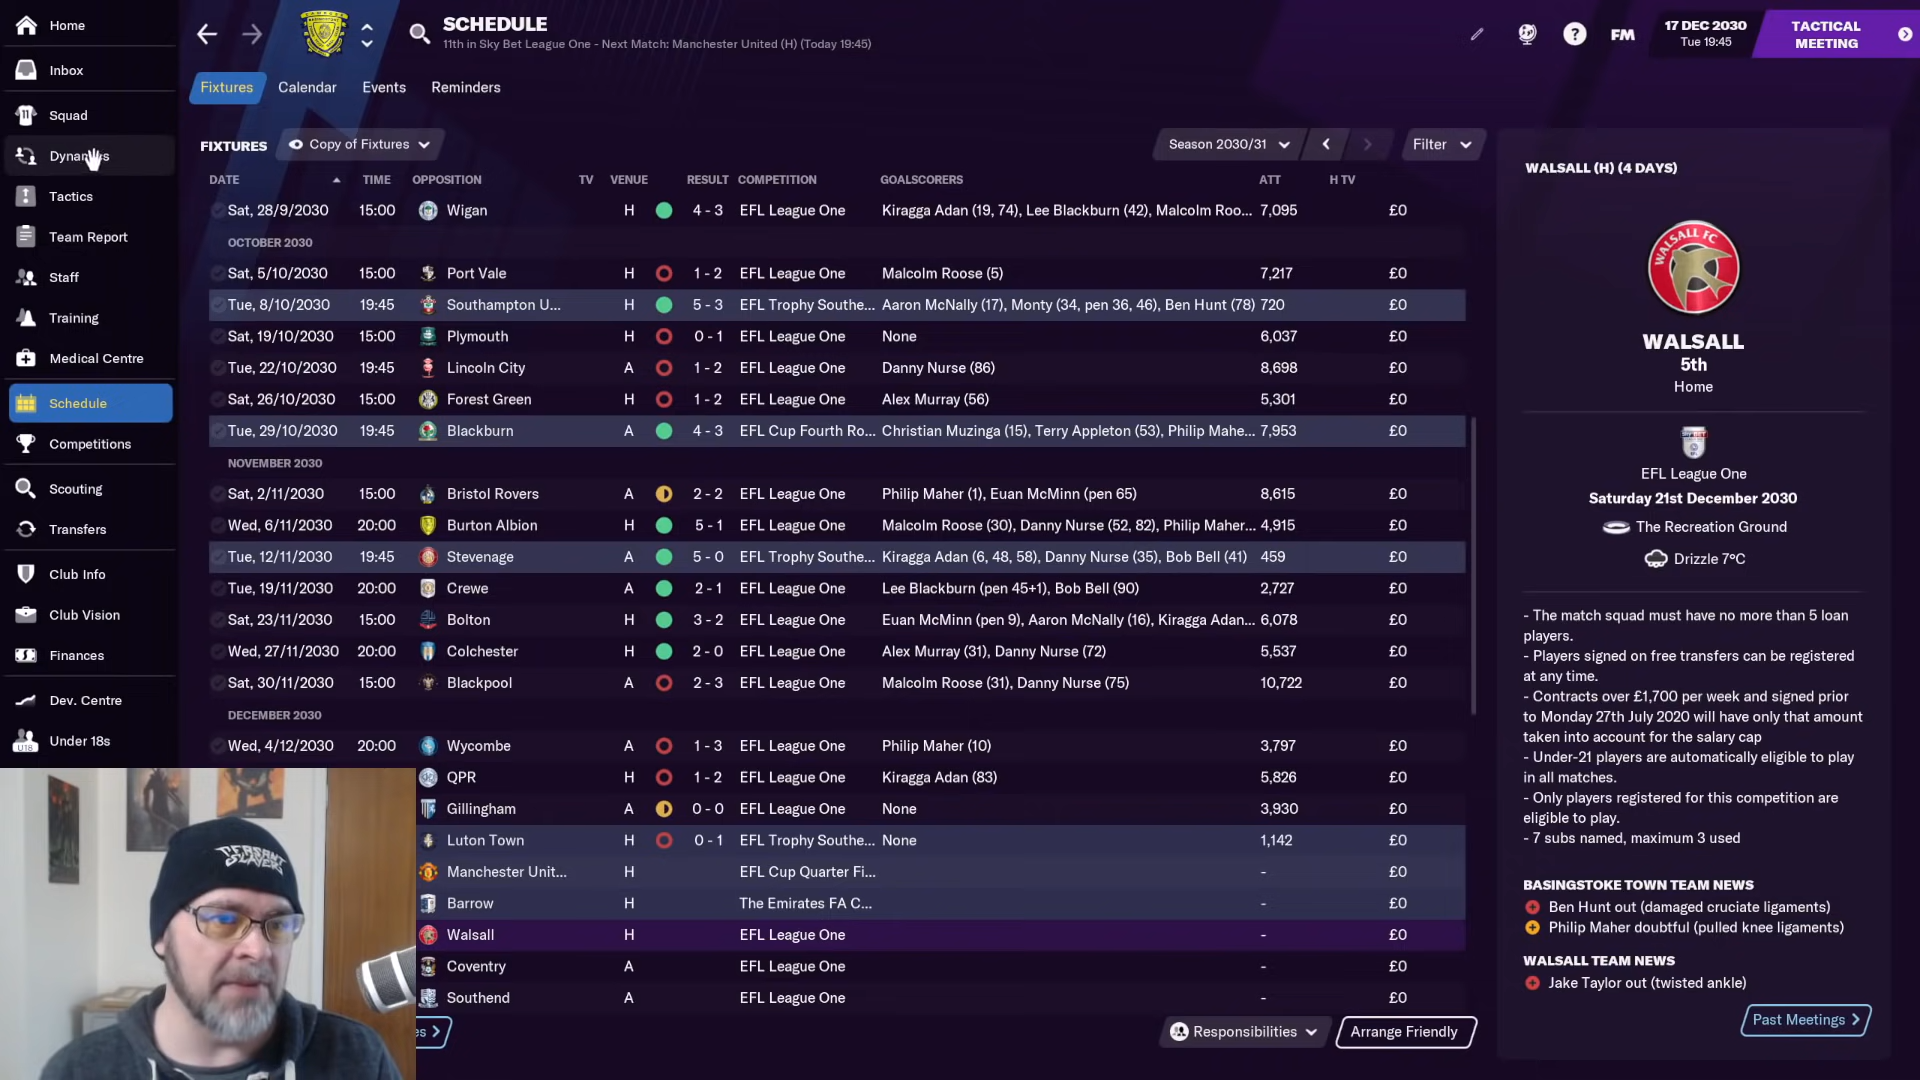 Home
Inbox
Squad
Dynamics
Tactics
Team Report
Staff
Training
Medical Centre
Schedule
Competitions
Scouting
Transfers
Club Info
Club Vision
Finances
Dev. Centre
Under 18s
SCHEDULE
11th in Sky Bet League One - Next Match: Manchester United (H) (Today 19:45)
FM
17 DEC 2030
Tue 19:45
TACTICAL MEETING
Fixtures Calendar Events Reminders
FIXTURES Copy of Fixtures Season 2030/31 Filter
DATE TIME OPPOSITION TV VENUE RESULT COMPETITION GOALSCORERS ATT H TV
Sat, 28/9/2030 15:00 Wigan H 4 - 3 EFL League One Kiragga Adan (19, 74), Lee Blackburn (42), Malcolm Roo... 7,095 £0
OCTOBER 2030
Sat, 5/10/2030 15:00 Port Vale H 1 - 2 EFL League One Malcolm Roose (5) 7,217 £0
Tue, 8/10/2030 19:45 Southampton U... H 5 - 3 EFL Trophy Southe... Aaron McNally (17), Monty (34, pen 36, 46), Ben Hunt (78) 720 £0
Sat, 19/10/2030 15:00 Plymouth H 0 - 1 EFL League One None 6,037 £0
Tue, 22/10/2030 19:45 Lincoln City A 1 - 2 EFL League One Danny Nurse (86) 8,698 £0
Sat, 26/10/2030 15:00 Forest Green H 1 - 2 EFL League One Alex Murray (56) 5,301 £0
Tue, 29/10/2030 19:45 Blackburn A 4 - 3 EFL Cup Fourth Ro... Christian Muzinga (15), Terry Appleton (53), Philip Mahe... 7,953 £0
NOVEMBER 2030
Sat, 2/11/2030 15:00 Bristol Rovers A 2 - 2 EFL League One Philip Maher (1), Euan McMinn (pen 65) 8,615 £0
Wed, 6/11/2030 20:00 Burton Albion H 5 - 1 EFL League One Malcolm Roose (30), Danny Nurse (52, 82), Philip Maher... 4,915 £0
Tue, 12/11/2030 19:45 Stevenage A 5 - 0 EFL Trophy Southe... Kiragga Adan (6, 48, 58), Danny Nurse (35), Bob Bell (41) 459 £0
Tue, 19/11/2030 20:00 Crewe A 2 - 1 EFL League One Lee Blackburn (pen 45+1), Bob Bell (90) 2,727 £0
Sat, 23/11/2030 15:00 Bolton H 3 - 2 EFL League One Euan McMinn (pen 9), Aaron McNally (16), Kiragga Adan... 6,078 £0
Wed, 27/11/2030 20:00 Colchester H 2 - 0 EFL League One Alex Murray (31), Danny Nurse (72) 5,537 £0
Sat, 30/11/2030 15:00 Blackpool A 2 - 3 EFL League One Malcolm Roose (31), Danny Nurse (75) 10,722 £0
DECEMBER 2030
Wed, 4/12/2030 20:00 Wycombe A 1 - 3 EFL League One Philip Maher (10) 3,797 £0
QPR H 1 - 2 EFL League One Kiragga Adan (83) 5,826 £0
Gillingham A 0 - 0 EFL League One None 3,930 £0
Luton Town H 0 - 1 EFL Trophy Southe... None 1,142 £0
Manchester Unit... H EFL Cup Quarter Fi... - £0
Barrow H The Emirates FA C... - £0
Walsall H EFL League One - £0
Coventry A EFL League One - £0
Southend A EFL League One - £0
Responsibilities Arrange Friendly
WALSALL (H) (4 DAYS)
WALSALL FC
WALSALL
5th
Home
EFL League One
Saturday 21st December 2030
The Recreation Ground
Drizzle 7°C
- The match squad must have no more than 5 loan
players.
- Players signed on free transfers can be registered
at any time.
- Contracts over £1,700 per week and signed prior
to Monday 27th July 2020 will have only that amount
taken into account for the salary cap
- Under-21 players are automatically eligible to play
in all matches.
- Only players registered for this competition are
eligible to play.
- 7 subs named, maximum 3 used
BASINGSTOKE TOWN TEAM NEWS
Ben Hunt out (damaged cruciate ligaments)
Philip Maher doubtful (pulled knee ligaments)
WALSALL TEAM NEWS
Jake Taylor out (twisted ankle)
Past Meetings
PEASANT
SLAYER